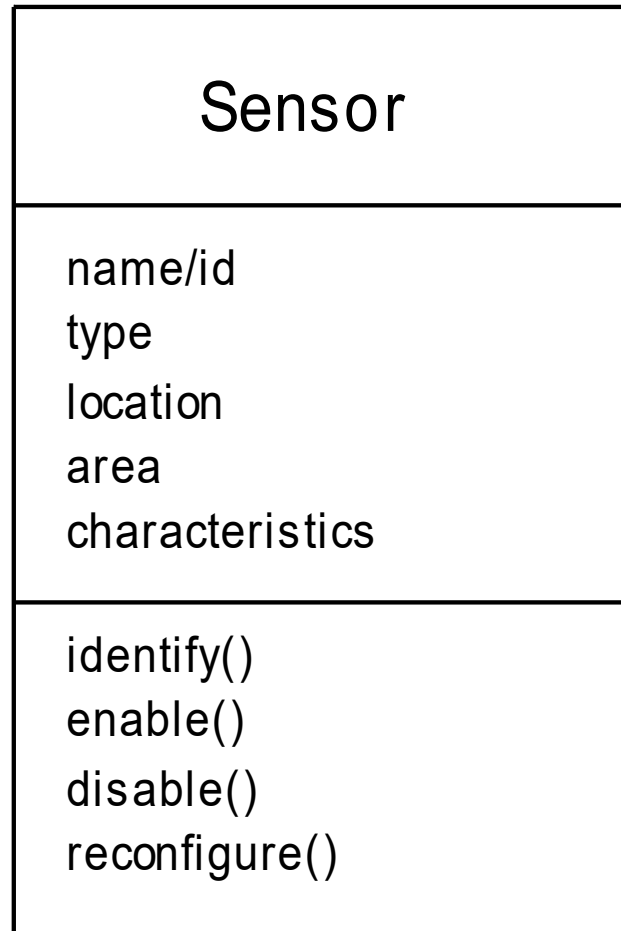 Sensor
name/id
type
location
area
characteristics
identify()
enable()
disable()
reconfigure()